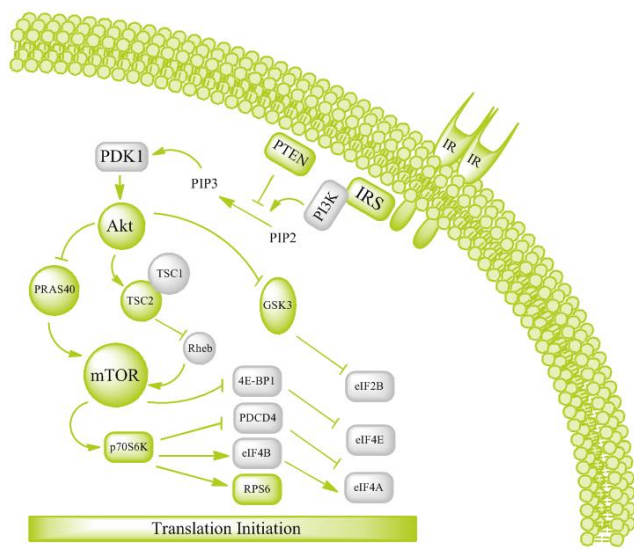 IR
IR
PTEN
PDK1
PIP3
PI3K
IRS
PIP2
Akt
TSC1
PRAS40
TSC2
GSK3
Rheb
mTOR
4E-BP1
eIF2B
PDCD4
p70S6K
eIF4B
eIF4E
RPS6
eIF4A
Translation Initiation